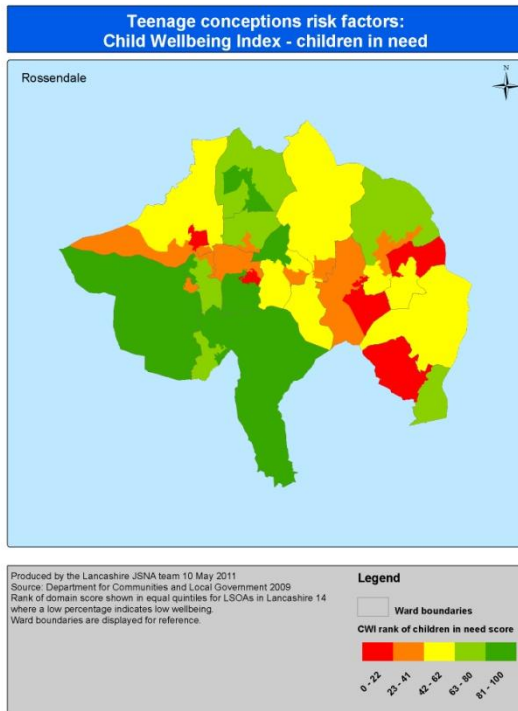 Teenage conceptions risk factors:
Child Wellbeing Index - children in need
Rossendale
N
Produced by the Lancashire JSNA team 10 May 2011
Source: Department for Communities and Local Government 2009
Rank of domain score shown in equal quintiles for LSOAs in Lancashire 14
where a low percentage indicates low wellbeing.
Ward boundaries are displayed for reference.
Legend
Ward boundaries
CWI rank of children in need score
0 - 22
23 - 41
42 - 62
63 - 80
81 - 100